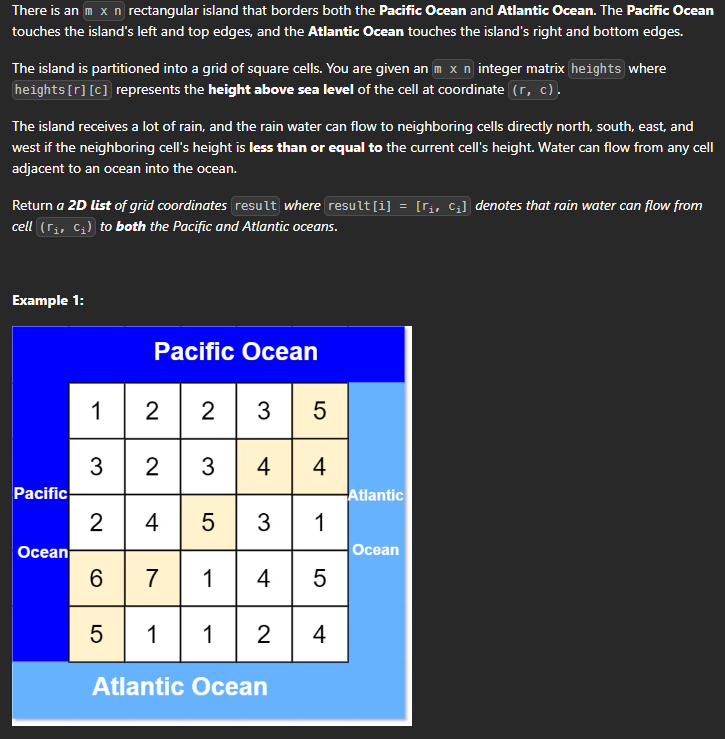 There is an m x n rectangular island that borders both the Pacific Ocean and Atlantic Ocean. The Pacific Ocean
touches the island's left and top edges, and the Atlantic Ocean touches the island's right and bottom edges.
The island is partitioned into a grid of square cells. You are given an m x n integer matrix heights where
heights[r][c] represents the height above sea level of the cell at coordinate (r, c).
The island receives a lot of rain, and the rain water can flow to neighboring cells directly north, south, east, and
west if the neighboring cell's height is less than or equal to the current cell's height. Water can flow from any cell
adjacent to an ocean into the ocean.
Return a 2D list of grid coordinates result where result[i] = [rᵢ, cᵢ] denotes that rain water can flow from
cell (rᵢ, cᵢ) to both the Pacific and Atlantic oceans.
Example 1:
Pacific Ocean
1 2 2 3 5
3 2 3 4 4
Pacific
Atlantic
2 4 5 3 1
Ocean
Ocean
6 7 1 4 5
5 1 1 2 4
Atlantic Ocean